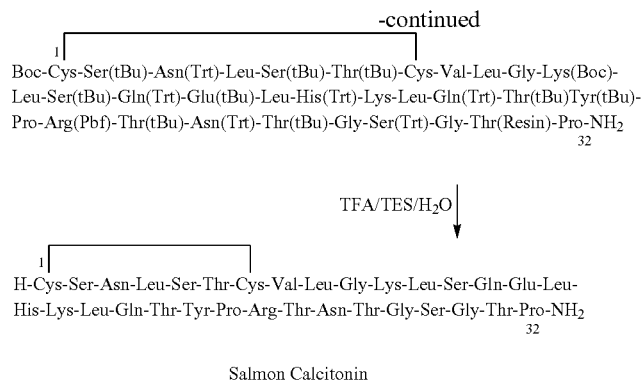 -continued
1
Boc-Cys-Ser(tBu)-Asn(Trt)-Leu-Ser(tBu)-Thr(tBu)-Cys-Val-Leu-Gly-Lys(Boc)-
Leu-Ser(tBu)-Gln(Trt)-Glu(tBu)-Leu-His(Trt)-Lys-Leu-Gln(Trt)-Thr(tBu)Tyr(tBu)-
Pro-Arg(Pbf)-Thr(tBu)-Asn(Trt)-Thr(tBu)-Gly-Ser(Trt)-Gly-Thr(Resin)-Pro-NH2
32
TFA/TES/H2O
1
H-Cys-Ser-Asn-Leu-Ser-Thr-Cys-Val-Leu-Gly-Lys-Leu-Ser-Gln-Glu-Leu-
His-Lys-Leu-Gln-Thr-Tyr-Pro-Arg-Thr-Asn-Thr-Gly-Ser-Gly-Thr-Pro-NH2
32
Salmon Calcitonin